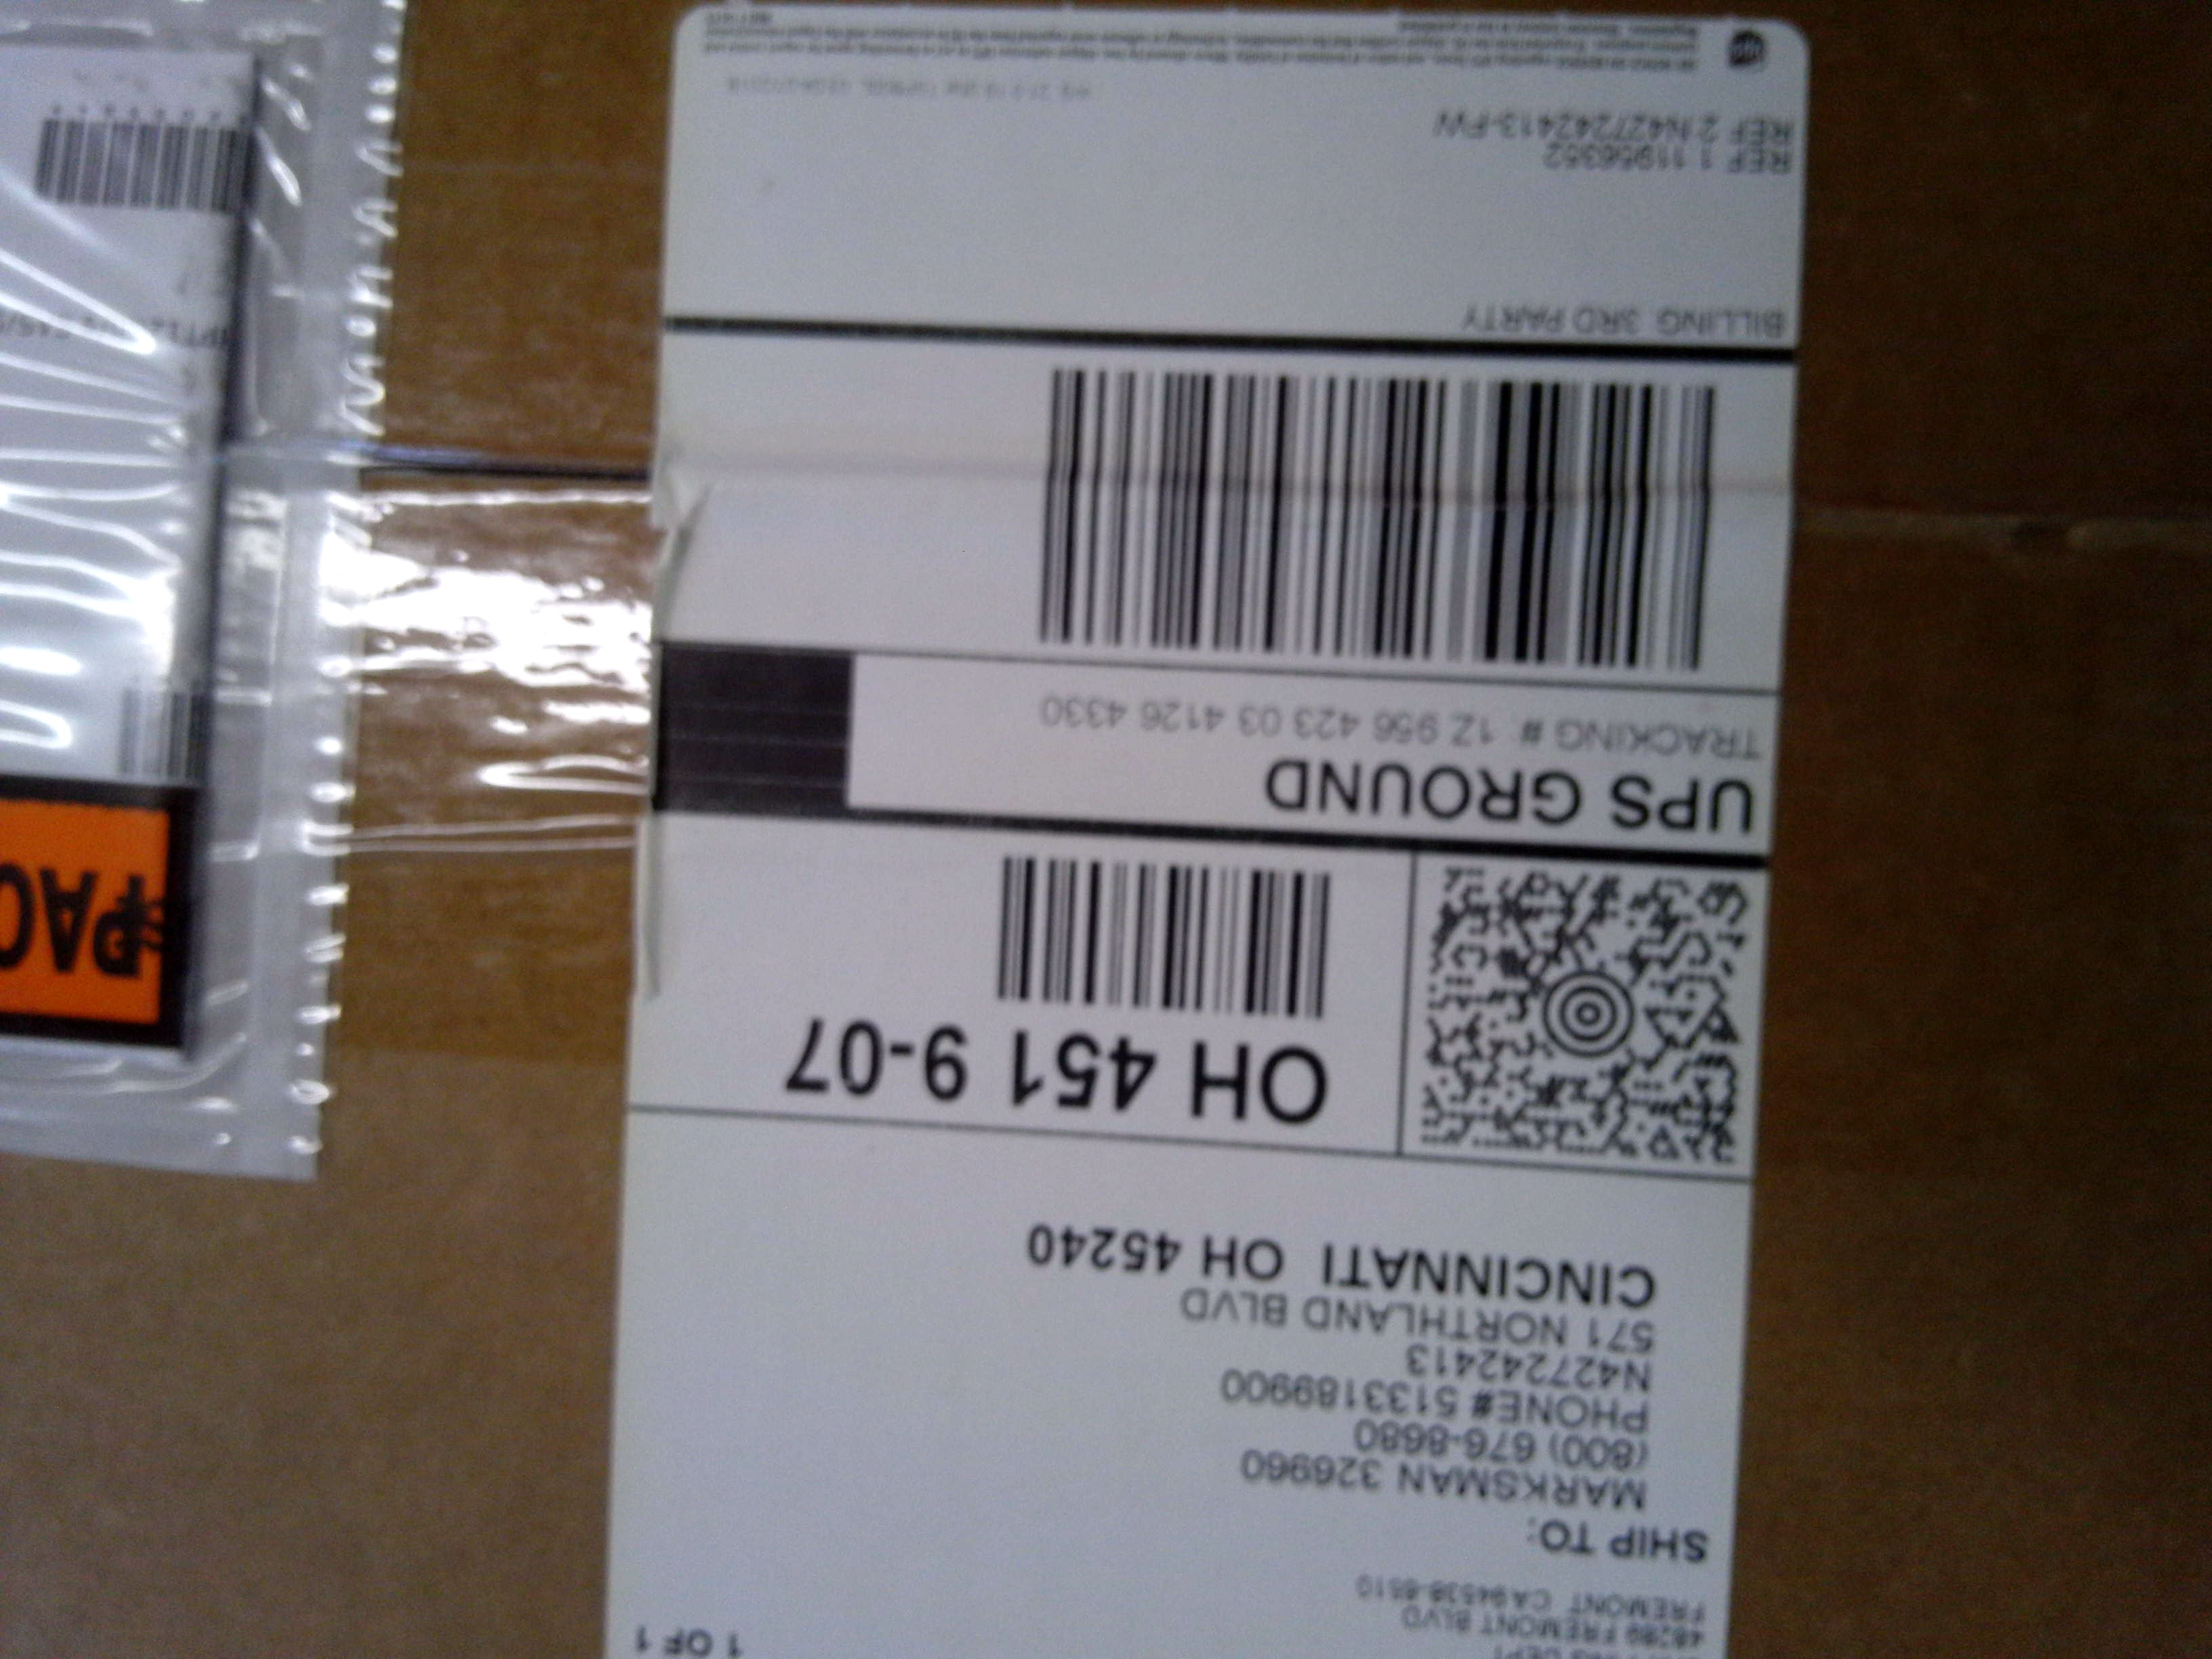 1 OF 1
48289 FREMONT BLVD
FREMONT CA 94538-6510
SHIP TO:
MARKSMAN 326960
(800) 676-8680
PHONE# 5133189900
N427242413
571 NORTHLAND BLVD
CINCINNATI OH 45240
OH 451 9-07
UPS GROUND
TRACKING #: 1Z 956 423 03 4126 4330
BILLING 3RD PARTY
REF 1 11956352
REF 2 N427242413-PW
PAC